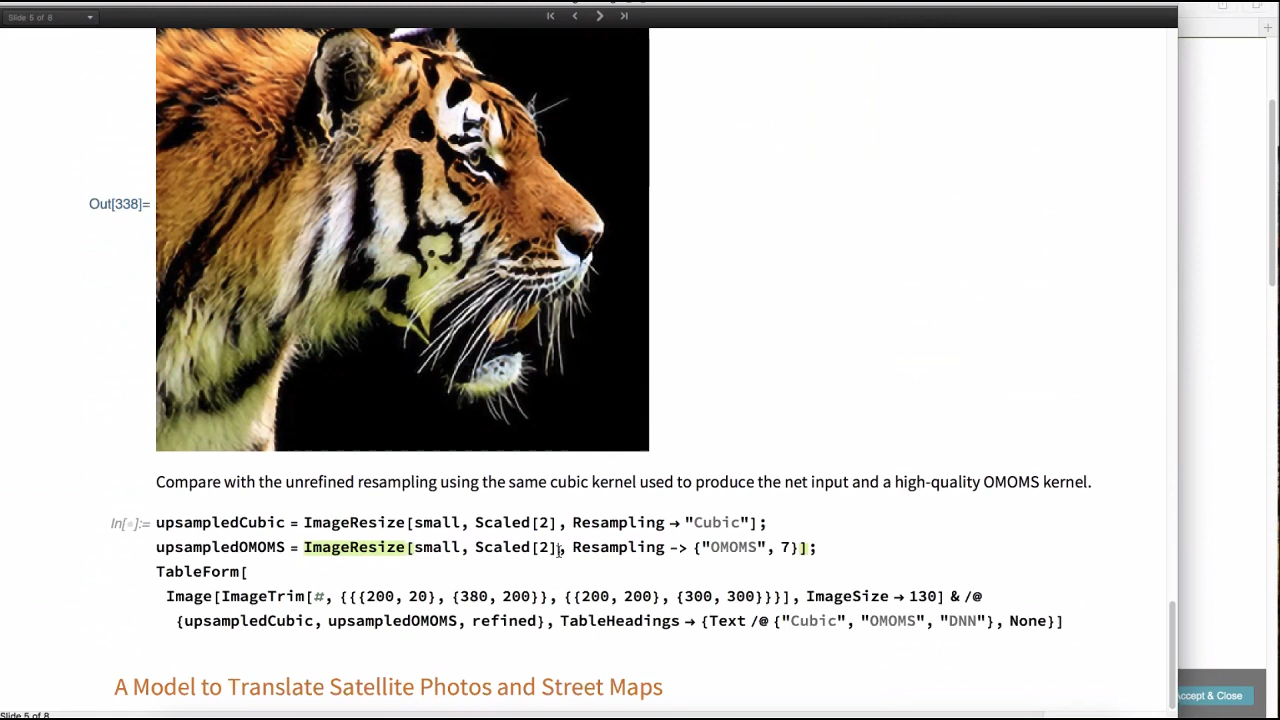 Slide 5 of 8
Out[338]=
Compare with the unrefined resampling using the same cubic kernel used to produce the net input and a high-quality OMOMS kernel.
In[◦]:= upsampledCubic = ImageResize[small, Scaled[2], Resampling → "Cubic"];
upsampledOMOMS = ImageResize[small, Scaled[2], Resampling -> {"OMOMS", 7}];
TableForm[
Image[ImageTrim[#, {{{200, 20}, {380, 200}}, {{200, 200}, {300, 300}}}], ImageSize → 130] & /@
{upsampledCubic, upsampledOMOMS, refined}, TableHeadings → {Text /@ {"Cubic", "OMOMS", "DNN"}, None}]
A Model to Translate Satellite Photos and Street Maps
Accept & Close
Slide 5 of 8